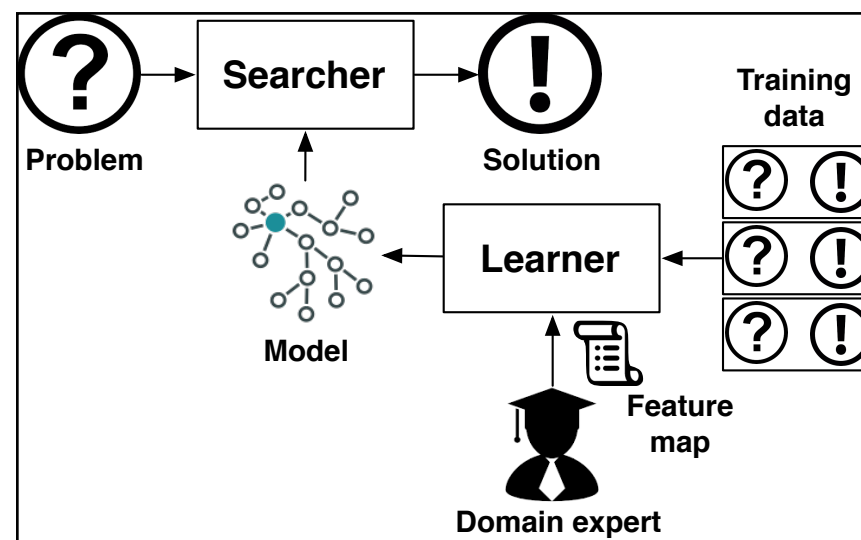 ?
Searcher
!
Problem
Solution
Training
data
? !
? !
? !
Learner
Model
Feature
map
Domain expert